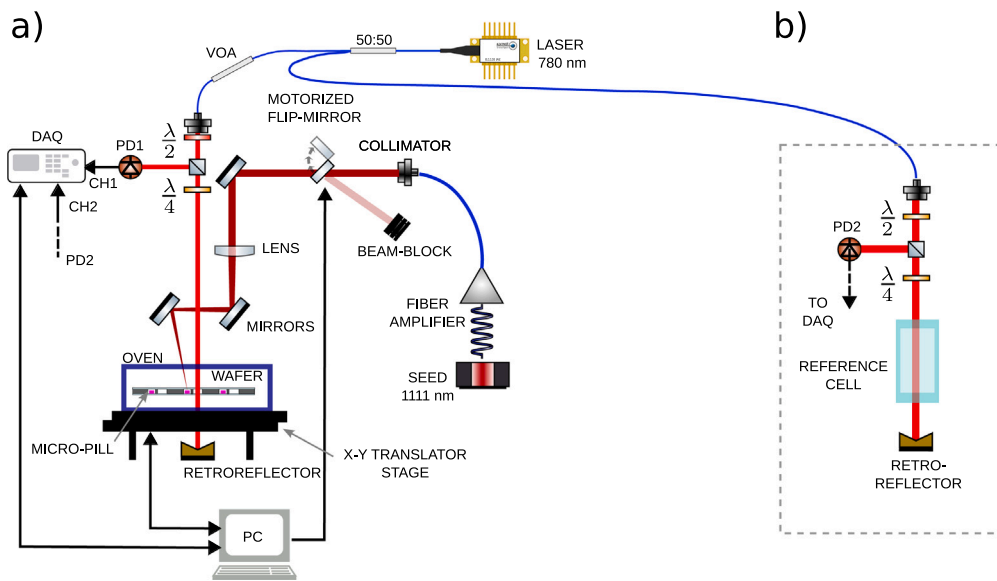 a)
b)
50:50
VOA
LASER
780 nm
MOTORIZED
FLIP-MIRROR
COLLIMATOR
DAQ
PD1
λ/2
CH1
λ/4
CH2
PD2
LENS
BEAM-BLOCK
MIRRORS
FIBER
AMPLIFIER
SEED
1111 nm
OVEN
WAFER
MICRO-PILL
RETROREFLECTOR
X-Y TRANSLATOR
STAGE
PC
λ/2
PD2
λ/4
TO
DAQ
REFERENCE
CELL
RETRO-
REFLECTOR